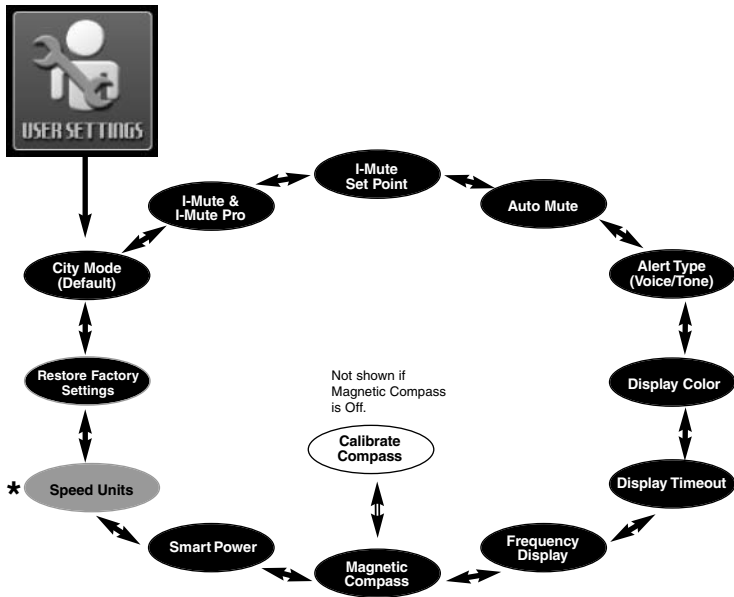 USER SETTINGS
I-Mute
Set Point
I-Mute &
I-Mute Pro
Auto Mute
City Mode
(Default)
Alert Type
(Voice/Tone)
Restore Factory
Settings
Not shown if
Magnetic Compass
is Off.
Display Color
Calibrate
Compass
* Speed Units
Display Timeout
Smart Power
Frequency
Display
Magnetic
Compass